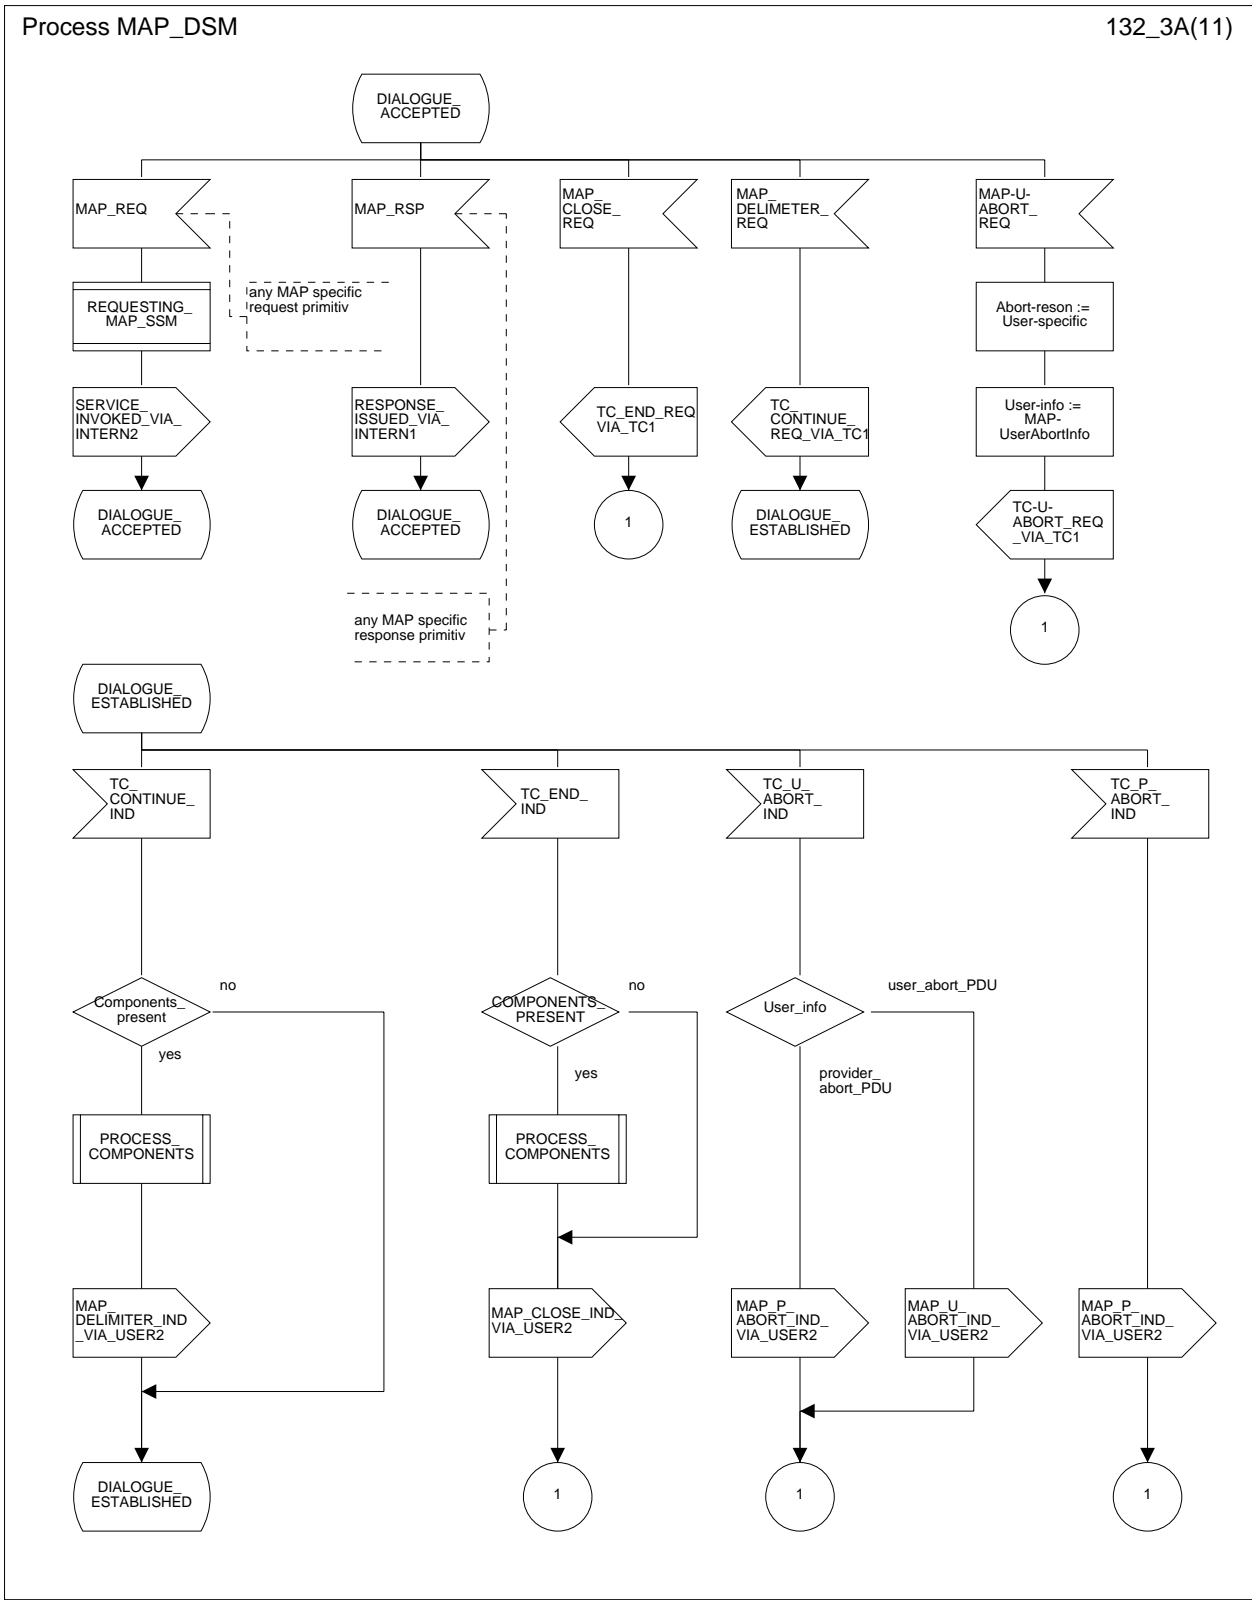 Process MAP_DSM
132_3A(11)
DIALOGUE_
ACCEPTED
MAP_REQ
MAP_RSP
MAP_
CLOSE_
REQ
MAP_
DELIMETER_
REQ
MAP-U-
ABORT_
REQ
any MAP specific
request primitiv
REQUESTING_
MAP_SSM
Abort-reson :=
User-specific
SERVICE_
INVOKED_VIA_
INTERN2
RESPONSE_
ISSUED_VIA_
INTERN1
TC_END_REQ
VIA_TC1
TC_
CONTINUE_
REQ_VIA_TC1
User-info :=
MAP-
UserAbortInfo
DIALOGUE_
ACCEPTED
DIALOGUE_
ACCEPTED
1
DIALOGUE_
ESTABLISHED
TC-U-
ABORT_REQ
_VIA_TC1
any MAP specific
response primitiv
1
DIALOGUE_
ESTABLISHED
TC_
CONTINUE_
IND
TC_END_
IND
TC_U_
ABORT_
IND
TC_P_
ABORT_
IND
Components_
present
no
yes
COMPONENTS_
PRESENT
no
yes
User_info
user_abort_PDU
provider_
abort_PDU
PROCESS_
COMPONENTS
PROCESS_
COMPONENTS
MAP_
DELIMITER_IND
_VIA_USER2
MAP_CLOSE_IND_
VIA_USER2
MAP_P_
ABORT_IND_
VIA_USER2
MAP_U_
ABORT_IND_
VIA_USER2
MAP_P_
ABORT_IND_
VIA_USER2
DIALOGUE_
ESTABLISHED
1
1
1